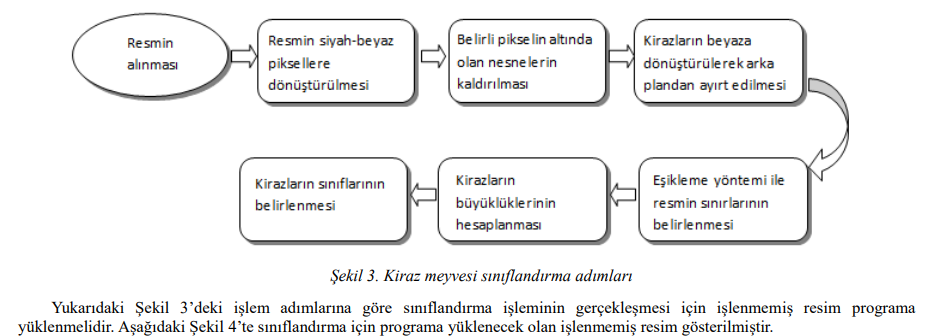 Resmin
alınması
Resmin siyah-beyaz
piksellere
dönüştürülmesi
Belirli pikselin altında
olan nesnelerin
kaldırılması
Kirazların beyaza
dönüştürülerek arka
plandan ayırt edilmesi
Eşikleme yöntemi ile
resmin sınırlarının
belirlenmesi
Kirazların
büyüklüklerinin
hesaplanması
Kirazların sınıflarının
belirlenmesi
Şekil 3. Kiraz meyvesi sınıflandırma adımları
Yukarıdaki Şekil 3’deki işlem adımlarına göre sınıflandırma işleminin gerçekleşmesi için işlenmemiş resim programa
yüklenmelidir. Aşağıdaki Şekil 4’te sınıflandırma için programa yüklenecek olan işlenmemiş resim gösterilmiştir.